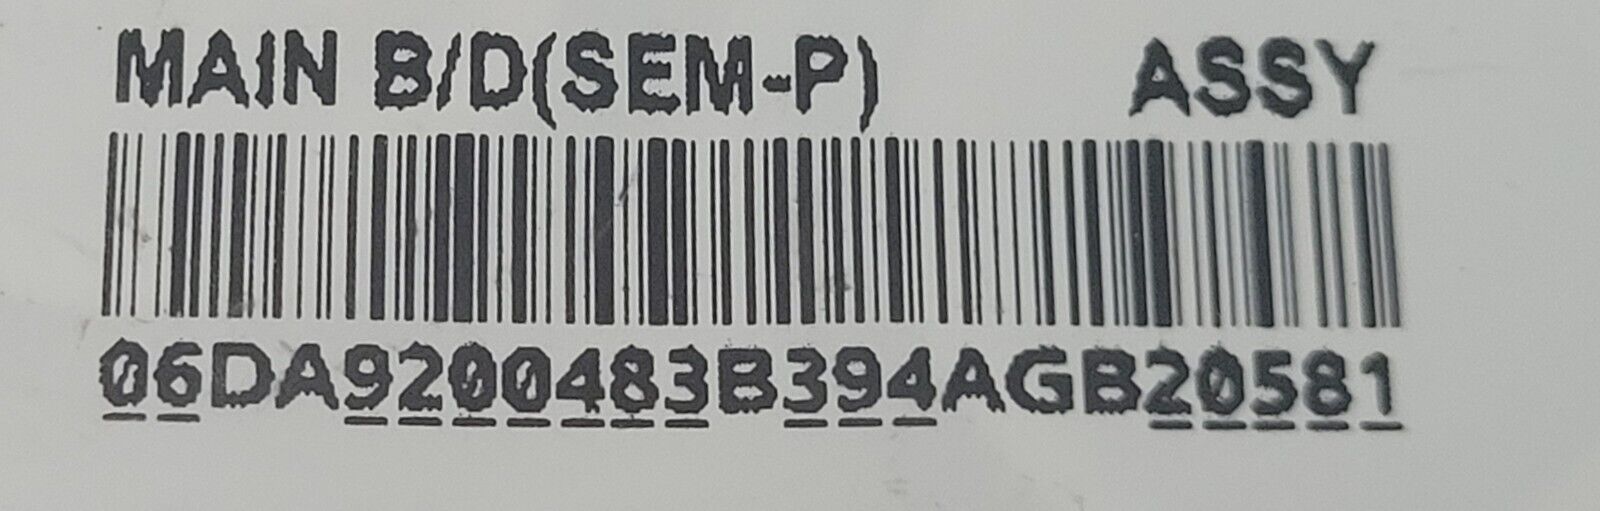 MAIN B/D(SEM-P) ASSY
06DA9200483B394AGB20581